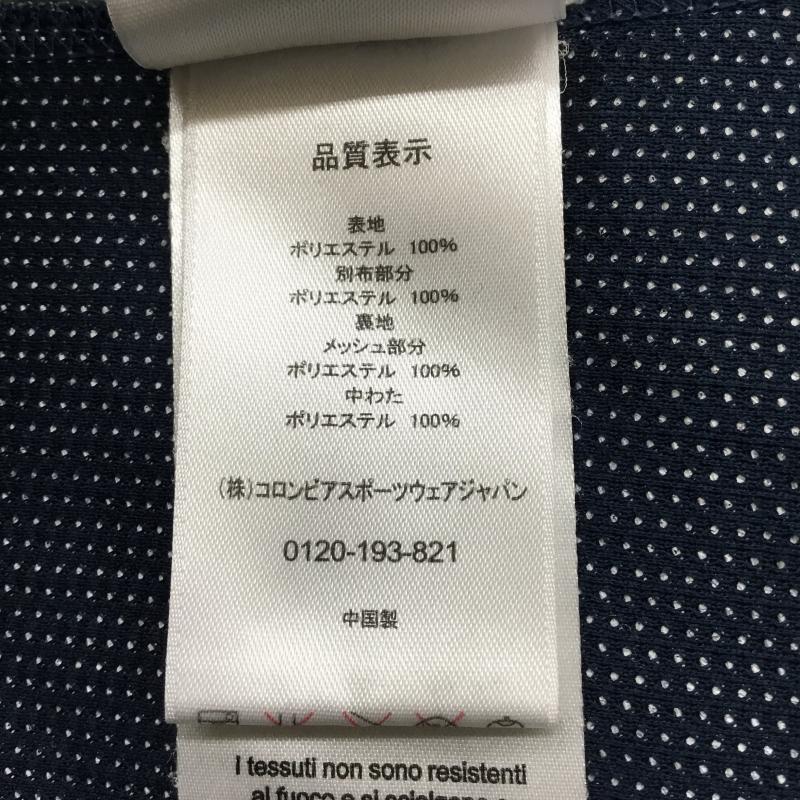 品質表示
表地
ポリエステル 100%
別布部分
ポリエステル 100%
裏地
メッシュ部分
ポリエステル 100%
中わた
ポリエステル 100%
(株)コロンビアスポーツウェアジャパン
0120-193-821
中国製
I tessuti non sono resistenti
al fuoco e si